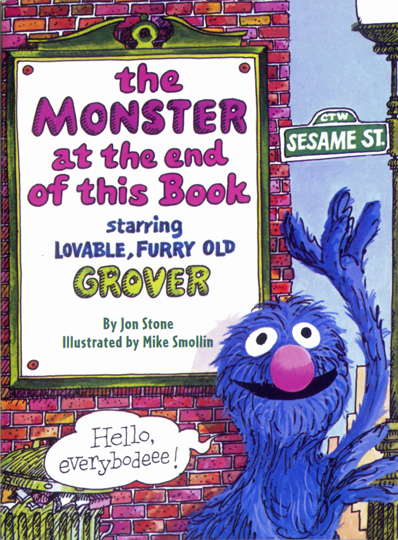 the
MONSTER
at the end
of this Book
starring
LOVABLE, FURRY OLD
GROVER
By Jon Stone
Illustrated by Mike Smollin
CTW
SESAME ST.
Hello,
everybodeee!